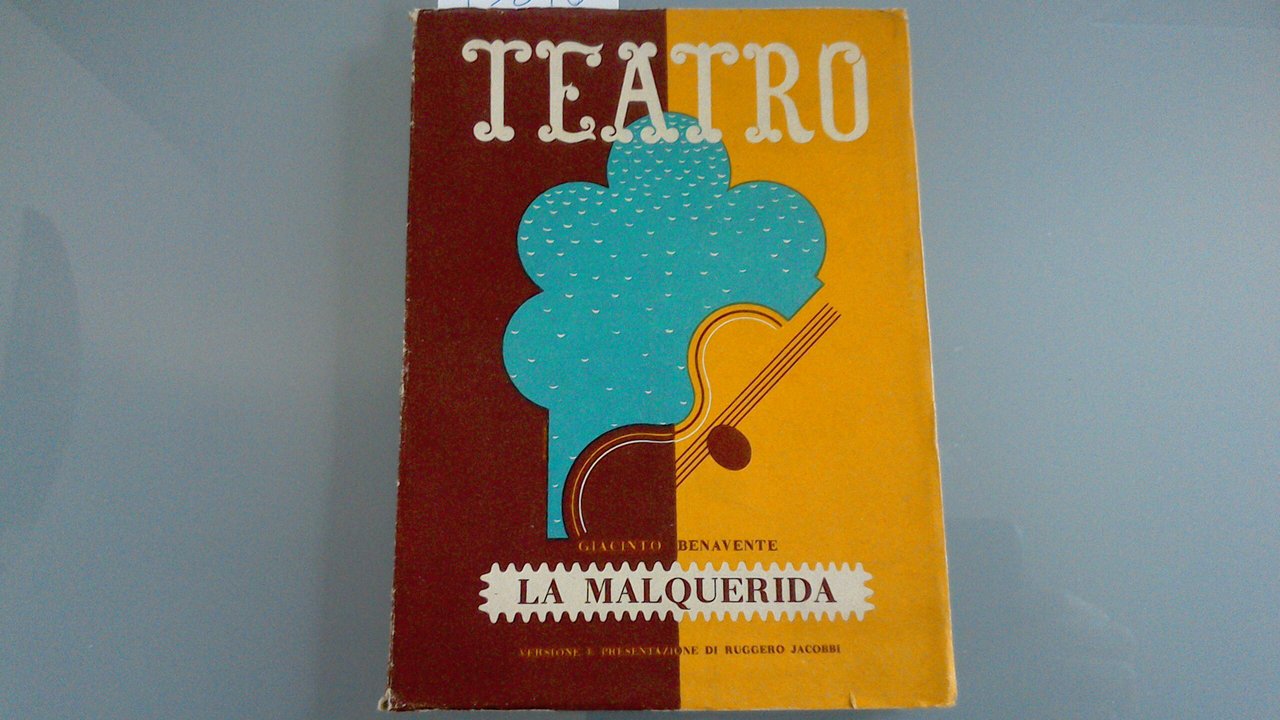 TEATRO
GIACINTO BENAVENTE
LA MALQUERIDA
VERSIONE E PRESENTAZIONE DI RUGGERO JACOBBI